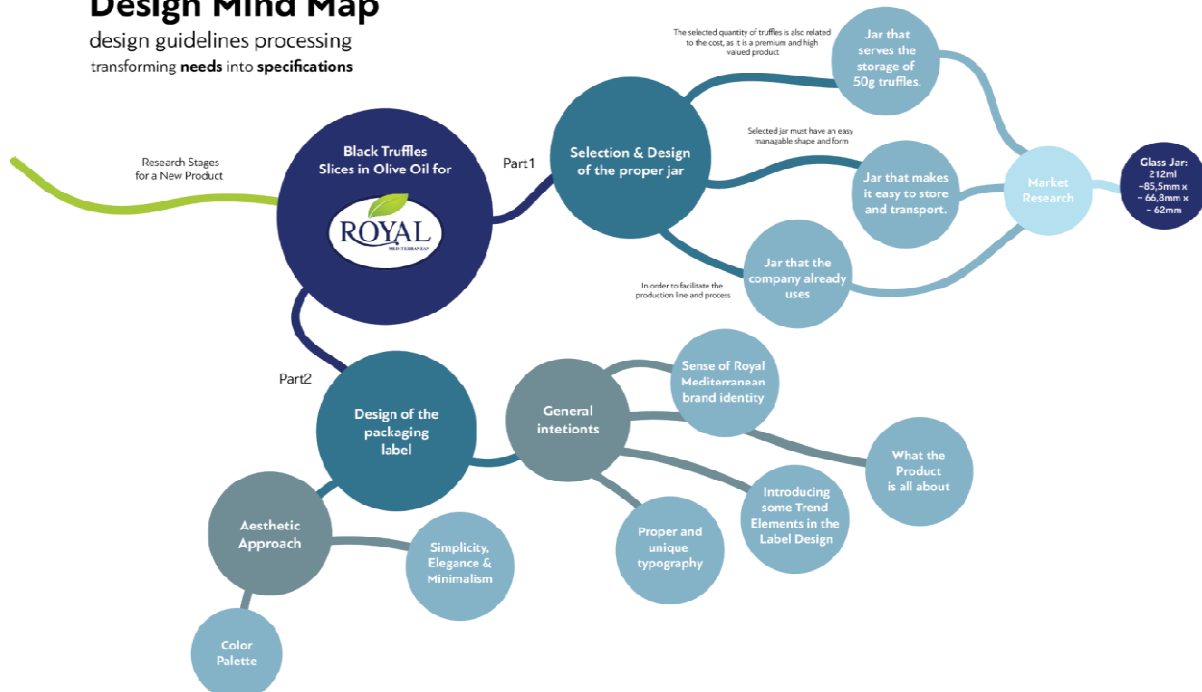 Design Mind Map
design guidelines processing
transforming needs into specifications
Research Stages
for a New Product
Black Truffles
Slices in Olive Oil for
ROYAL
MEDITERRANEAN
Part1
Selection & Design
of the proper jar
The selected quantity of truffles is also related
to the cost, as it is a premium and high
valued product
Jar that
serves the
storage of
50g truffles.
Selected jar must have an easy
managable shape and form
Jar that makes
it easy to store
and transport.
In order to facilitate the
production line and process
Jar that the
company already
uses
Market
Research
Glass Jar:
212ml
~85,5mm x
~ 66,8mm x
~ 62mm
Part2
Design of the
packaging
label
General
intetionts
Sense of Royal
Mediterranean
brand identity
What the
Product
is all about
Introducing
some Trend
Elements in the
Label Design
Proper and
unique
typography
Aesthetic
Approach
Simplicity,
Elegance &
Minimalism
Color
Palette